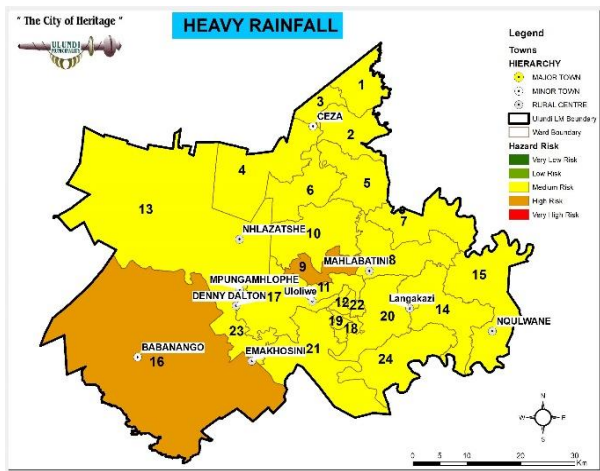 " The City of Heritage "
ULUNDI
MUNICIPALITY
HEAVY RAINFALL
Legend
Towns
HIERARCHY
MAJOR TOWN
MINOR TOWN
RURAL CENTRE
Ulundi LM Boundary
Ward Boundary
Hazard Risk
Very Low Risk
Low Risk
Medium Risk
High Risk
Very High Risk
1
3
CEZA
2
4
5
6
13
7
NHLAZATSHE
10
MAHLABATINI
8
9
15
MPUNGAMHLOPHE
11
17
Uloliwe
DENNY DALTON
12
22
Langakazi
14
20
19
18
23
NQULWANE
BABANANGO
16
EMAKHOSINI
21
24
N
W
E
S
0 5 10 20 30
Km